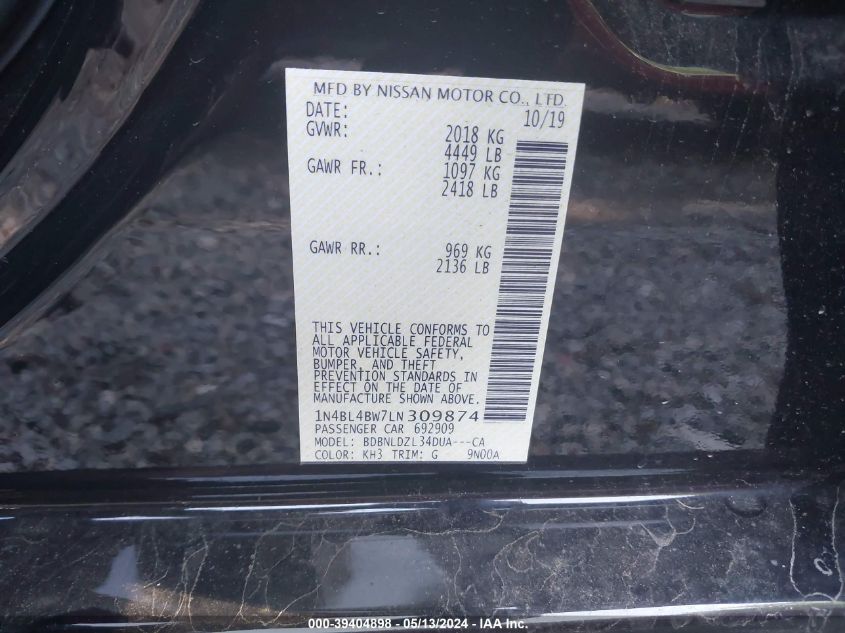 MFD BY NISSAN MOTOR CO., LTD.
DATE: 10/19
GVWR: 2018 KG
4449 LB
GAWR FR.: 1097 KG
2418 LB
GAWR RR.: 969 KG
2136 LB
THIS VEHICLE CONFORMS TO
ALL APPLICABLE FEDERAL
MOTOR VEHICLE SAFETY,
BUMPER, AND THEFT
PREVENTION STANDARDS IN
EFFECT ON THE DATE OF
MANUFACTURE SHOWN ABOVE.
1N4BL4BW7LN309874
PASSENGER CAR 692909
MODEL: BDBNLDZL34DUA---CA
COLOR: KH3 TRIM: G 9N00A
000-39404898 - 05/13/2024 - IAA Inc.